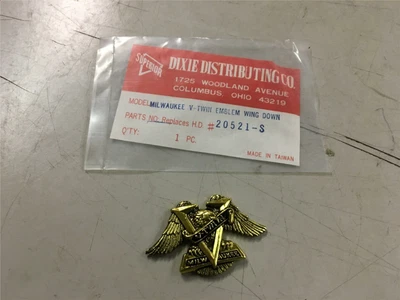 SUPERIOR
DIXIE DISTRIBUTING CO.
1725 WOODLAND AVENUE
COLUMBUS OHIO 43219
MODEL: MILWAUKEE V-TWIN EMBLEM WING DOWN
PARTS NO: Replaces H.D # 20521-S
Q'TY: 1 PC.
MADE IN TAIWAN
V